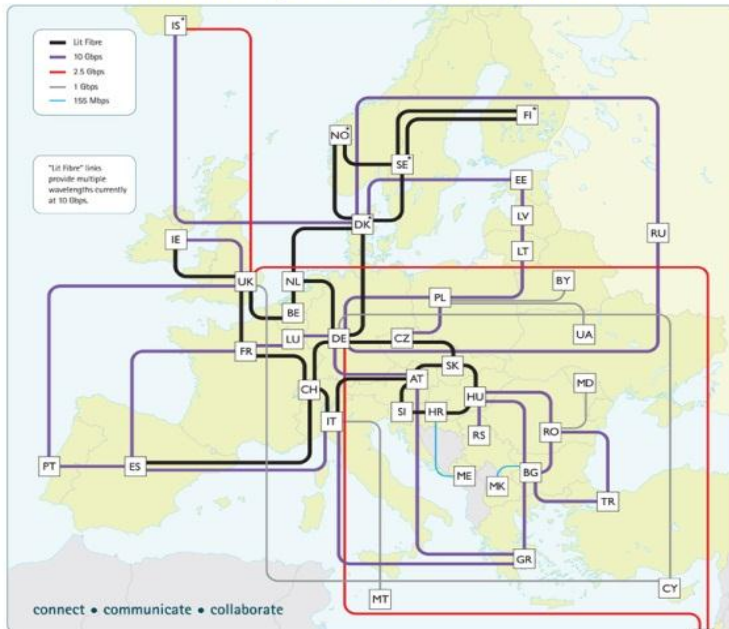 IS*
Lit Fibre
10 Gbps
2.5 Gbps
1 Gbps
155 Mbps
"Lit Fibre" links
provide multiple
wavelengths currently
at 10 Gbps.
NO*
FI*
SE*
EE
DK*
LV
RU
IE
LT
UK
NL
BY
PL
BE
UA
LU
DE
CZ
FR
SK
AT
MD
CH
HU
SI
HR
IT
RS
RO
PT
ES
ME
MK
BG
TR
GR
CY
MT
connect • communicate • collaborate